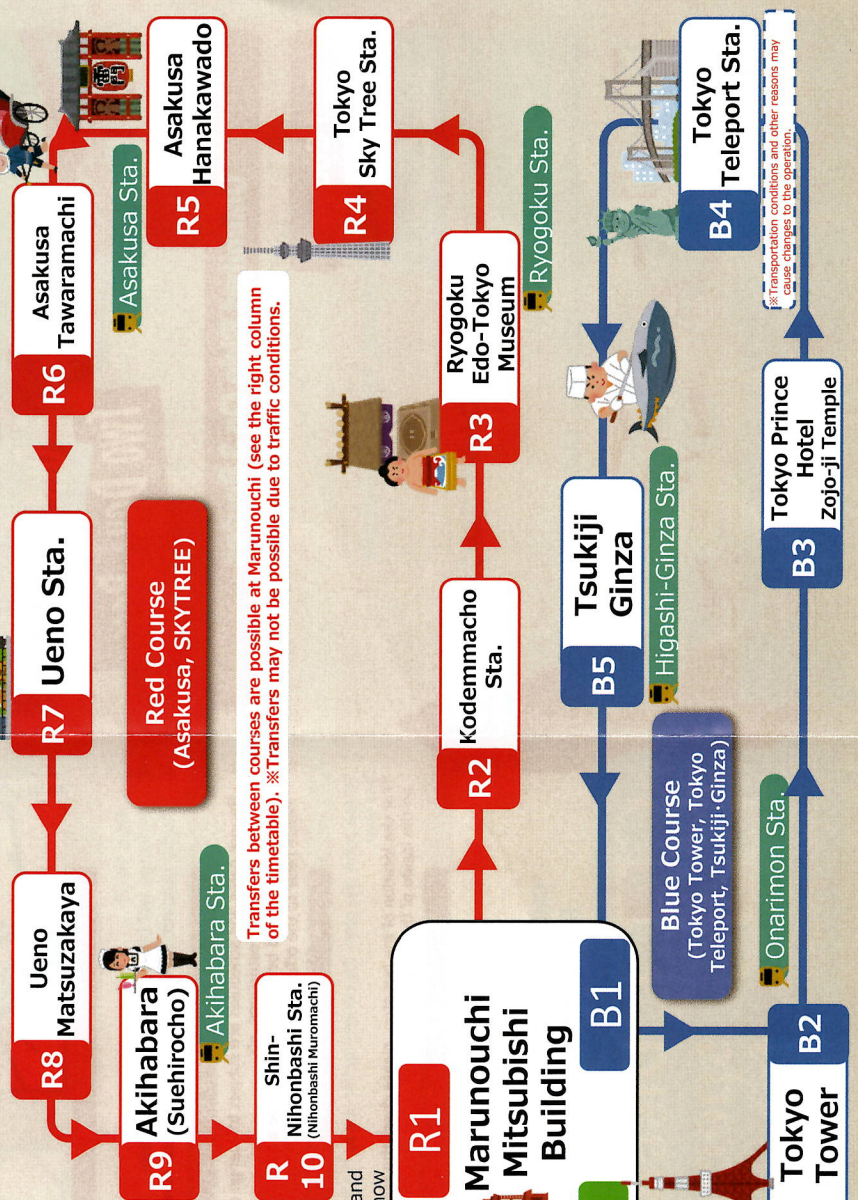 R6
Asakusa
Tawaramachi
R7
Ueno Sta.
R8
Ueno
Matsuzakaya
R9
Akihabara
(Suehirocho)
Akihabara Sta.
R
10
Shin-
Nihonbashi Sta.
(Nihonbashi Muromachi)
Red Course
(Asakusa, SKYTREE)
Asakusa Sta.
R5
Asakusa
Hanakawado
雷門
R4
Tokyo
Sky Tree Sta.
Transfers between courses are possible at Marunouchi (see the right column
of the timetable). ※Transfers may not be possible due to traffic conditions.
and
R1
Marunouchi
Mitsubishi
Building
B1
R2
Kodemmacho
Sta.
R3
Ryogoku
Edo-Tokyo
Museum
Ryogoku Sta.
B5
Tsukiji
Ginza
Higashi-Ginza Sta.
Blue Course
(Tokyo Tower, Tokyo
Teleport, Tsukiji·Ginza)
B4
Tokyo
Teleport Sta.
※Transportation conditions and other reasons may
cause changes to the operation.
Onarimon Sta.
B3
Tokyo Prince
Hotel
Zojo-ji Temple
Tokyo
Tower
B2